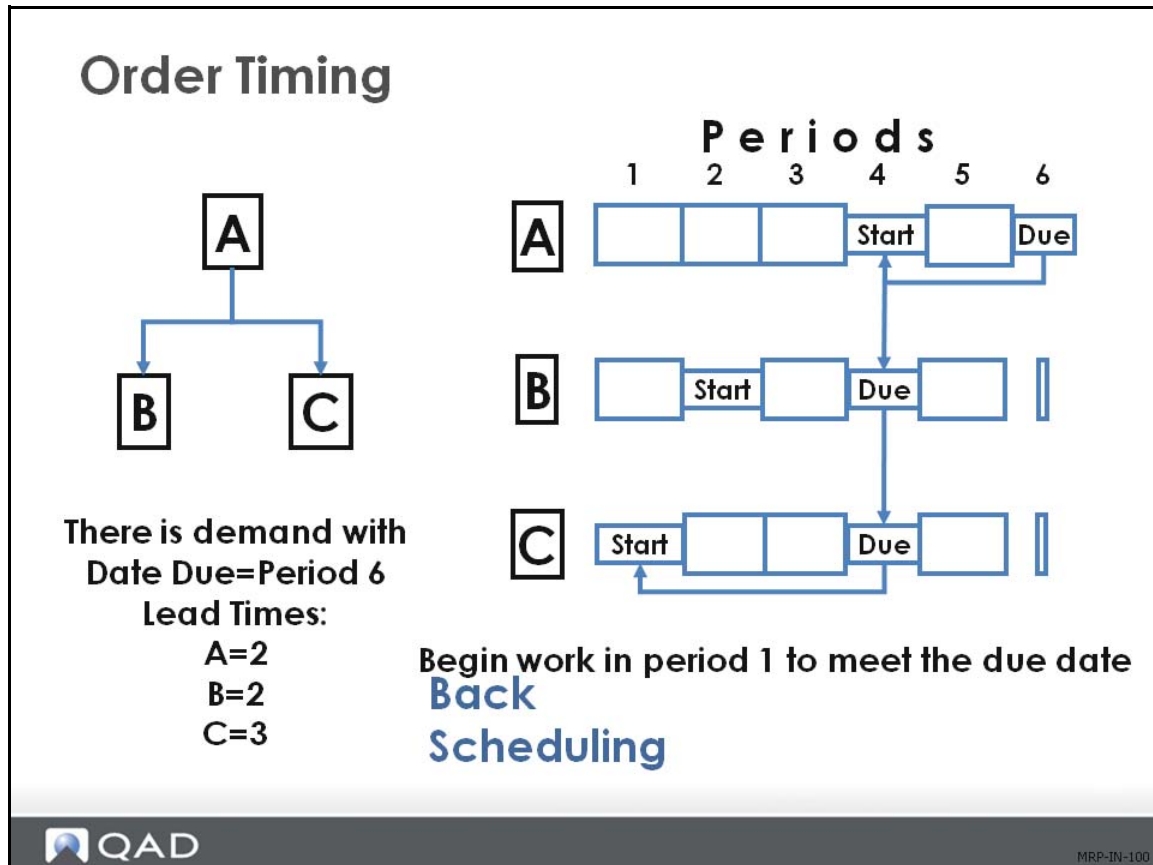 Order Timing
Periods
1 2 3 4 5 6
A
B
C
A
Start
Due
B
Start
Due
C
Start
Due
There is demand with
Date Due=Period 6
Lead Times:
A=2
B=2
C=3
Begin work in period 1 to meet the due date
Back
Scheduling
QAD
MRP-IN-100